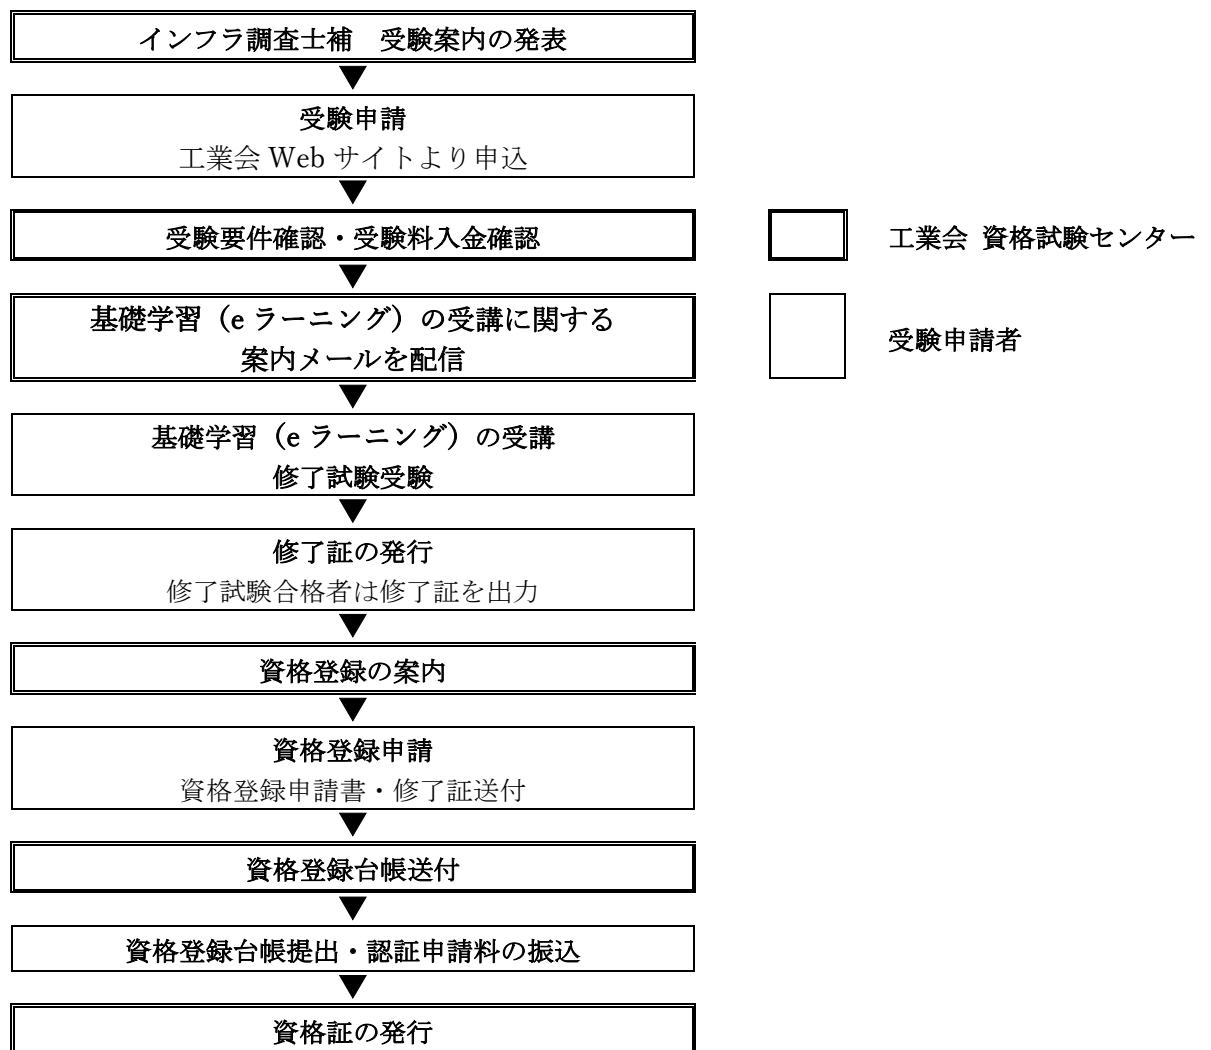 インフラ調査士補　受験案内の発表
▼
受験申請
工業会 Web サイトより申込
▼
受験要件確認・受験料入金確認
▼
基礎学習（e ラーニング）の受講に関する
案内メールを配信
▼
基礎学習（e ラーニング）の受講
修了試験受験
▼
修了証の発行
修了試験合格者は修了証を出力
▼
資格登録の案内
▼
資格登録申請
資格登録申請書・修了証送付
▼
資格登録台帳送付
▼
資格登録台帳提出・認証申請料の振込
▼
資格証の発行
工業会 資格試験センター
受験申請者